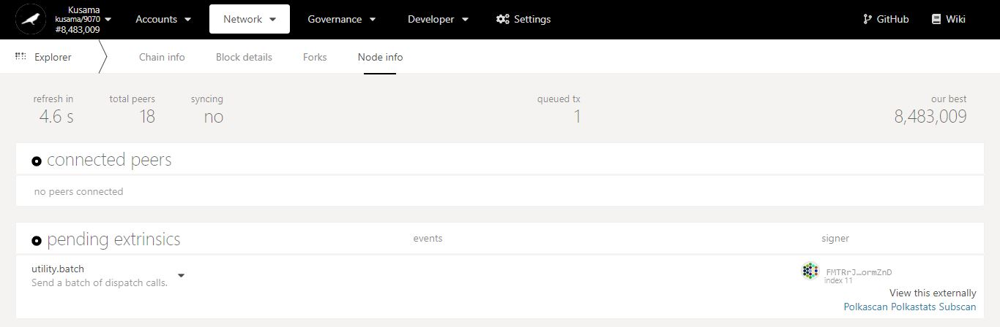 Kusama
kusama/9070
#8,483,009
Accounts
Network
Governance
Developer
Settings
GitHub
Wiki
Explorer
Chain info
Block details
Forks
Node info
refresh in
4.6 s
total peers
18
syncing
no
queued tx
1
our best
8,483,009
connected peers
no peers connected
pending extrinsics
events
signer
utility.batch
Send a batch of dispatch calls.
FMTRrJ…ormZnD
index 11
View this externally
Polkascan Polkastats Subscan